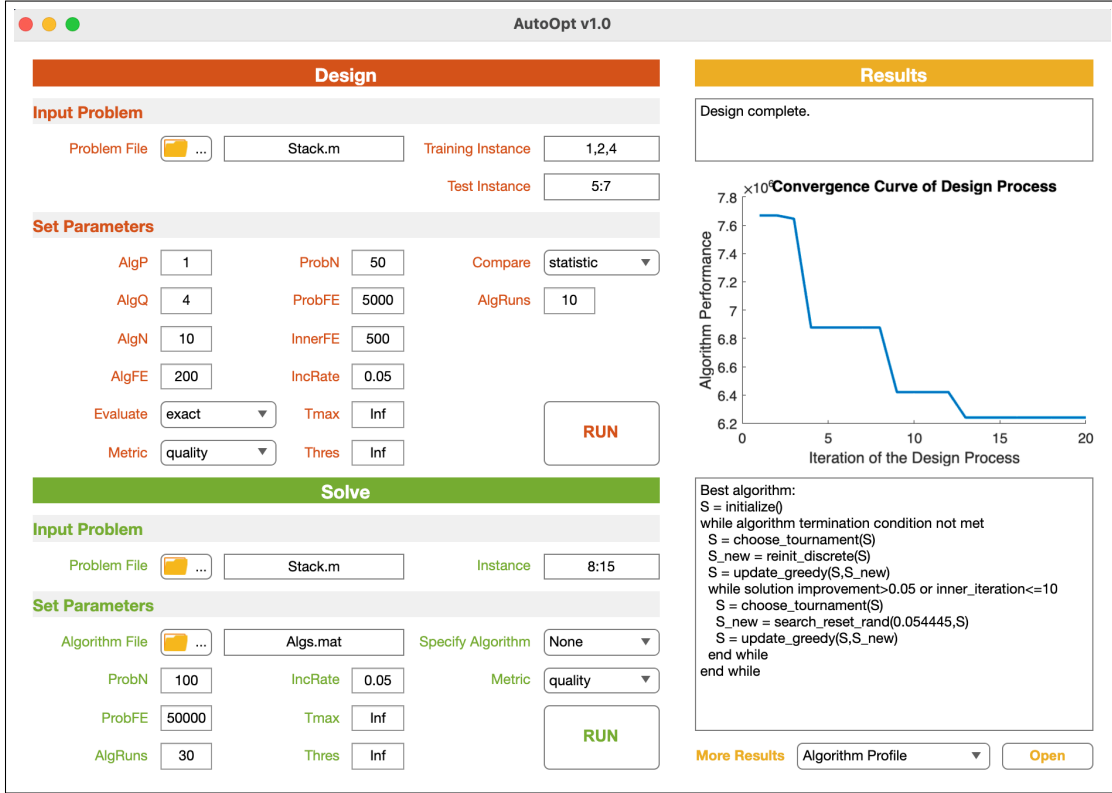 AutoOpt v1.0
Design
Input Problem
Problem File ... Stack.m Training Instance 1,2,4
Test Instance 5:7
Set Parameters
AlgP 1 ProbN 50 Compare statistic
AlgQ 4 ProbFE 5000 AlgRuns 10
AlgN 10 InnerFE 500
AlgFE 200 IncRate 0.05
Evaluate exact Tmax Inf
Metric quality Thres Inf
RUN
Solve
Input Problem
Problem File ... Stack.m Instance 8:15
Set Parameters
Algorithm File ... Algs.mat Specify Algorithm None
ProbN 100 IncRate 0.05 Metric quality
ProbFE 50000 Tmax Inf
AlgRuns 30 Thres Inf
RUN
Results
Design complete.
×10⁶ Convergence Curve of Design Process
7.8
7.6
7.4
7.2
7
6.8
6.6
6.4
6.2
Algorithm Performance
0 5 10 15 20
Iteration of the Design Process
Best algorithm:
S = initialize()
while algorithm termination condition not met
S = choose_tournament(S)
S_new = reinit_discrete(S)
S = update_greedy(S,S_new)
while solution improvement>0.05 or inner_iteration<=10
S = choose_tournament(S)
S_new = search_reset_rand(0.054445,S)
S = update_greedy(S,S_new)
end while
end while
More Results Algorithm Profile Open